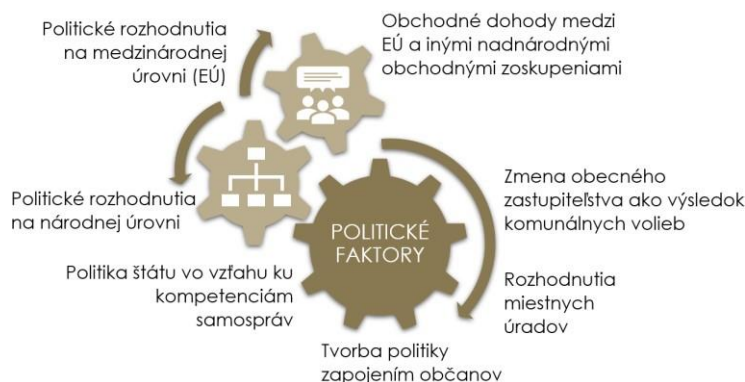 Politické rozhodnutia
na medzinárodnej
úrovni (EÚ)
Obchodné dohody medzi
EÚ a inými nadnárodnými
obchodnými zoskupeniami
Politické rozhodnutia
na národnej úrovni
Zmena obecného
zastupiteľstva ako výsledok
komunálnych volieb
POLITICKÉ
FAKTORY
Politika štátu vo vzťahu ku
kompetenciám
samospráv
Rozhodnutia
miestnych
úradov
Tvorba politiky
zapojením občanov